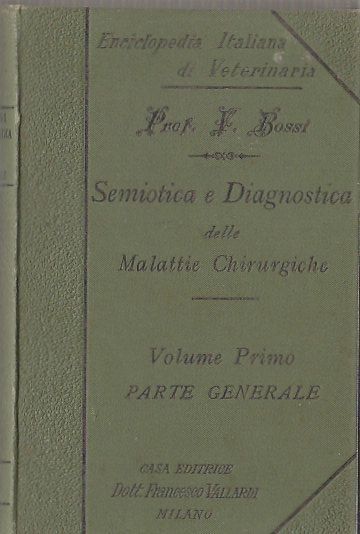 Enciclopedia Italiana
di Veterinaria
Prof. F. Bossi
Semiotica e Diagnostica
delle
Malattie Chirurgiche
Volume Primo
PARTE GENERALE
CASA EDITRICE
Dott. Francesco VALLARDI
MILANO